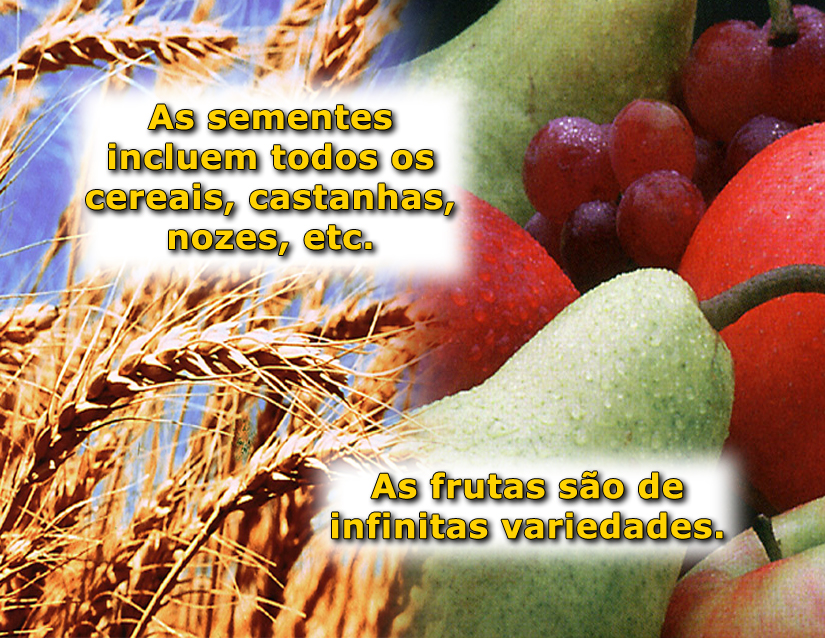 As sementes
incluem todos os
cereais, castanhas,
nozes, etc.
As frutas são de
infinitas variedades.